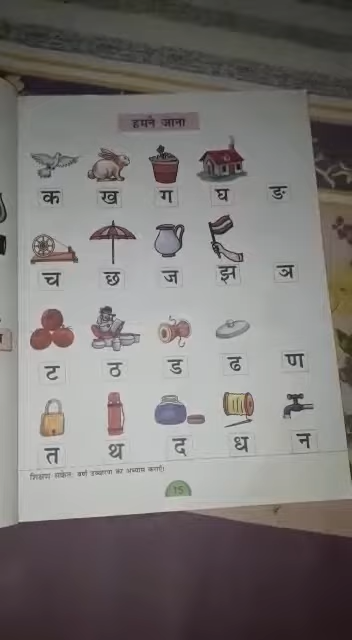 हमने जाना
क ख ग घ ङ
च छ ज झ ञ
ट ठ ड ढ ण
त थ द ध न
शिक्षण संकेत: वर्ण उच्चारण का अभ्यास कराएँ।
15